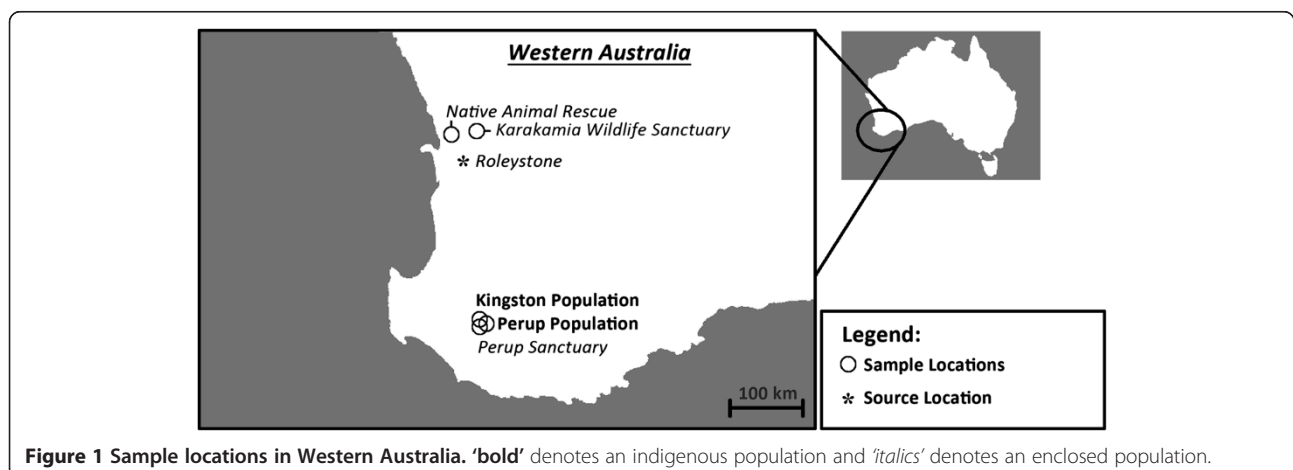 Western Australia
Native Animal Rescue
Karakamia Wildlife Sanctuary
* Roleystone
Kingston Population
Perup Population
Perup Sanctuary
100 km
Legend:
Sample Locations
* Source Location
Figure 1 Sample locations in Western Australia. ‘bold’ denotes an indigenous population and ‘italics’ denotes an enclosed population.